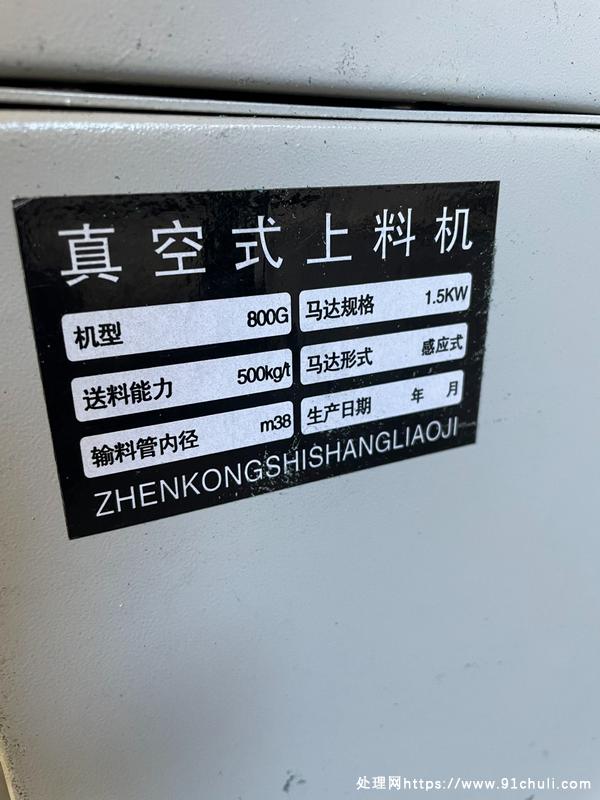 真空式上料机
机型 800G 马达规格 1.5KW
送料能力 500kg/t 马达形式 感应式
输料管内径 m38 生产日期 年 月
ZHENKONGSHISHANGLIAOJI
处理网https://www.91chuli.com